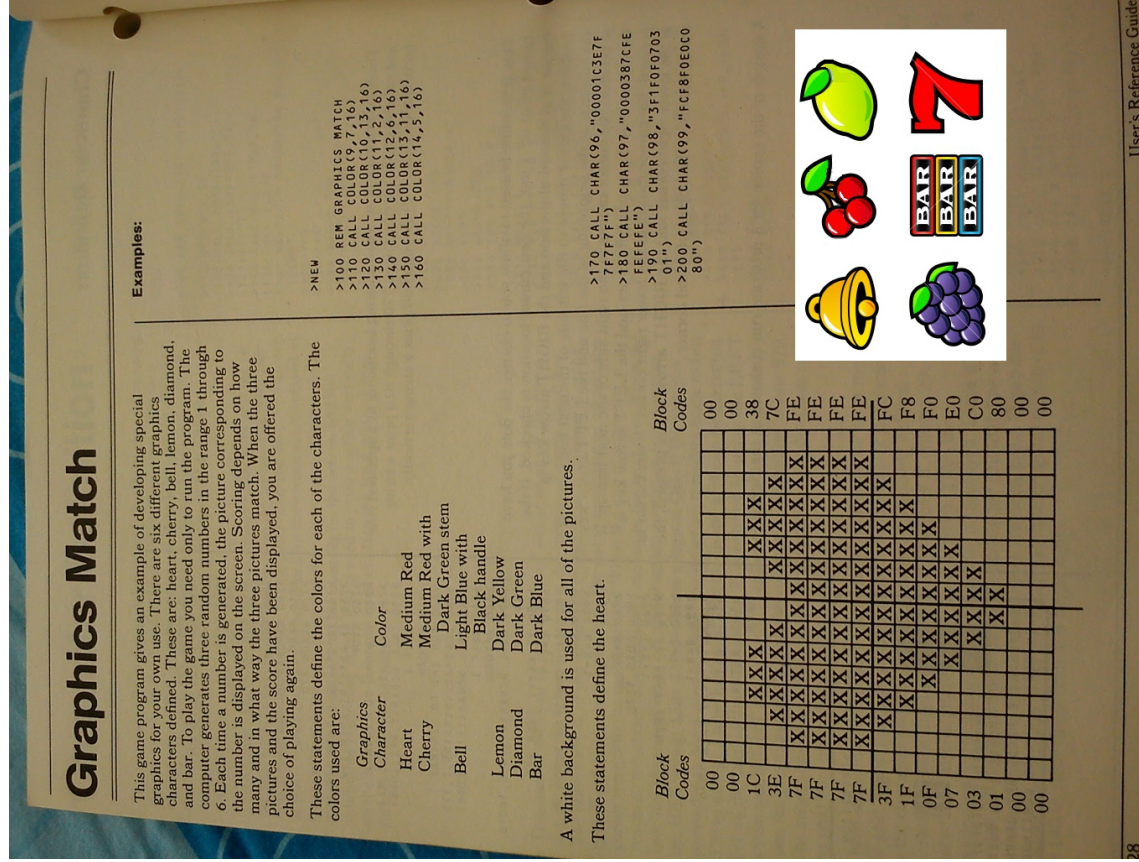 Graphics Match
This game program gives an example of developing special
graphics for your own use. There are six different graphics
characters defined. These are: heart, cherry, bell, lemon, diamond,
and bar. To play the game you need only to run the program. The
computer generates three random numbers in the range 1 through
6. Each time a number is generated, the picture corresponding to
the number is displayed on the screen. Scoring depends on how
many and in what way the three pictures match. When the three
pictures and the score have been displayed, you are offered the
choice of playing again.
These statements define the colors for each of the characters. The
colors used are:
Graphics
Character Color
Heart Medium Red
Cherry Medium Red with
Dark Green stem
Bell Light Blue with
Black handle
Lemon Dark Yellow
Diamond Dark Green
Bar Dark Blue
A white background is used for all of the pictures.
These statements define the heart.
Block Block
Codes Codes
00 00
00 00
1C X X X X X X 38
3E X X X X X X X X X X 7C
7F X X X X X X X X X X X X X X FE
7F X X X X X X X X X X X X X X FE
7F X X X X X X X X X X X X X X FE
7F X X X X X X X X X X X X X X FE
3F X X X X X X X X X X X X FC
1F X X X X X X X X X X F8
0F X X X X X X X X F0
07 X X X X X X E0
03 X X X X C0
01 X X 80
00 00
00 00
Examples:
>NEW
>100 REM GRAPHICS MATCH
>110 CALL COLOR(9,7,16)
>120 CALL COLOR(10,13,16)
>130 CALL COLOR(11,2,16)
>140 CALL COLOR(12,6,16)
>150 CALL COLOR(13,11,16)
>160 CALL COLOR(14,5,16)
>170 CALL CHAR(96,"00001C3E7F
7F7F7F")
>180 CALL CHAR(97,"0000387CFE
FEFEFE")
>190 CALL CHAR(98,"3F1F0F0703
01")
>200 CALL CHAR(99,"FCF8F0E0C0
80")
BAR
BAR
BAR
7
28
User's Reference Guide